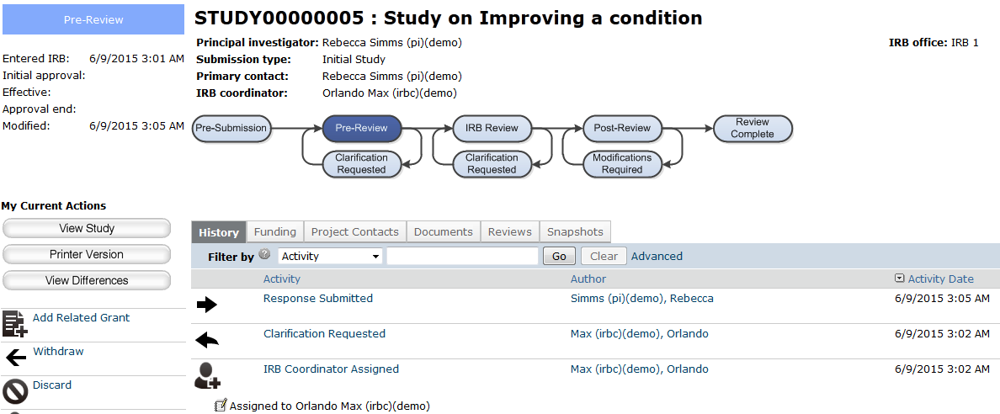 Pre-Review
STUDY00000005 : Study on Improving a condition
Entered IRB: 6/9/2015 3:01 AM
Initial approval:
Effective:
Approval end:
Modified: 6/9/2015 3:05 AM
Principal investigator: Rebecca Simms (pi)(demo)
Submission type: Initial Study
Primary contact: Rebecca Simms (pi)(demo)
IRB coordinator: Orlando Max (irbc)(demo)
IRB office: IRB 1
Pre-Submission
Pre-Review
IRB Review
Post-Review
Review
Complete
Clarification
Requested
Clarification
Requested
Modifications
Required
My Current Actions
View Study
Printer Version
View Differences
Add Related Grant
Withdraw
Discard
History Funding Project Contacts Documents Reviews Snapshots
Filter by ? Activity Go Clear Advanced
Activity Author Activity Date
Response Submitted Simms (pi)(demo), Rebecca 6/9/2015 3:05 AM
Clarification Requested Max (irbc)(demo), Orlando 6/9/2015 3:02 AM
IRB Coordinator Assigned Max (irbc)(demo), Orlando 6/9/2015 3:02 AM
Assigned to Orlando Max (irbc)(demo)